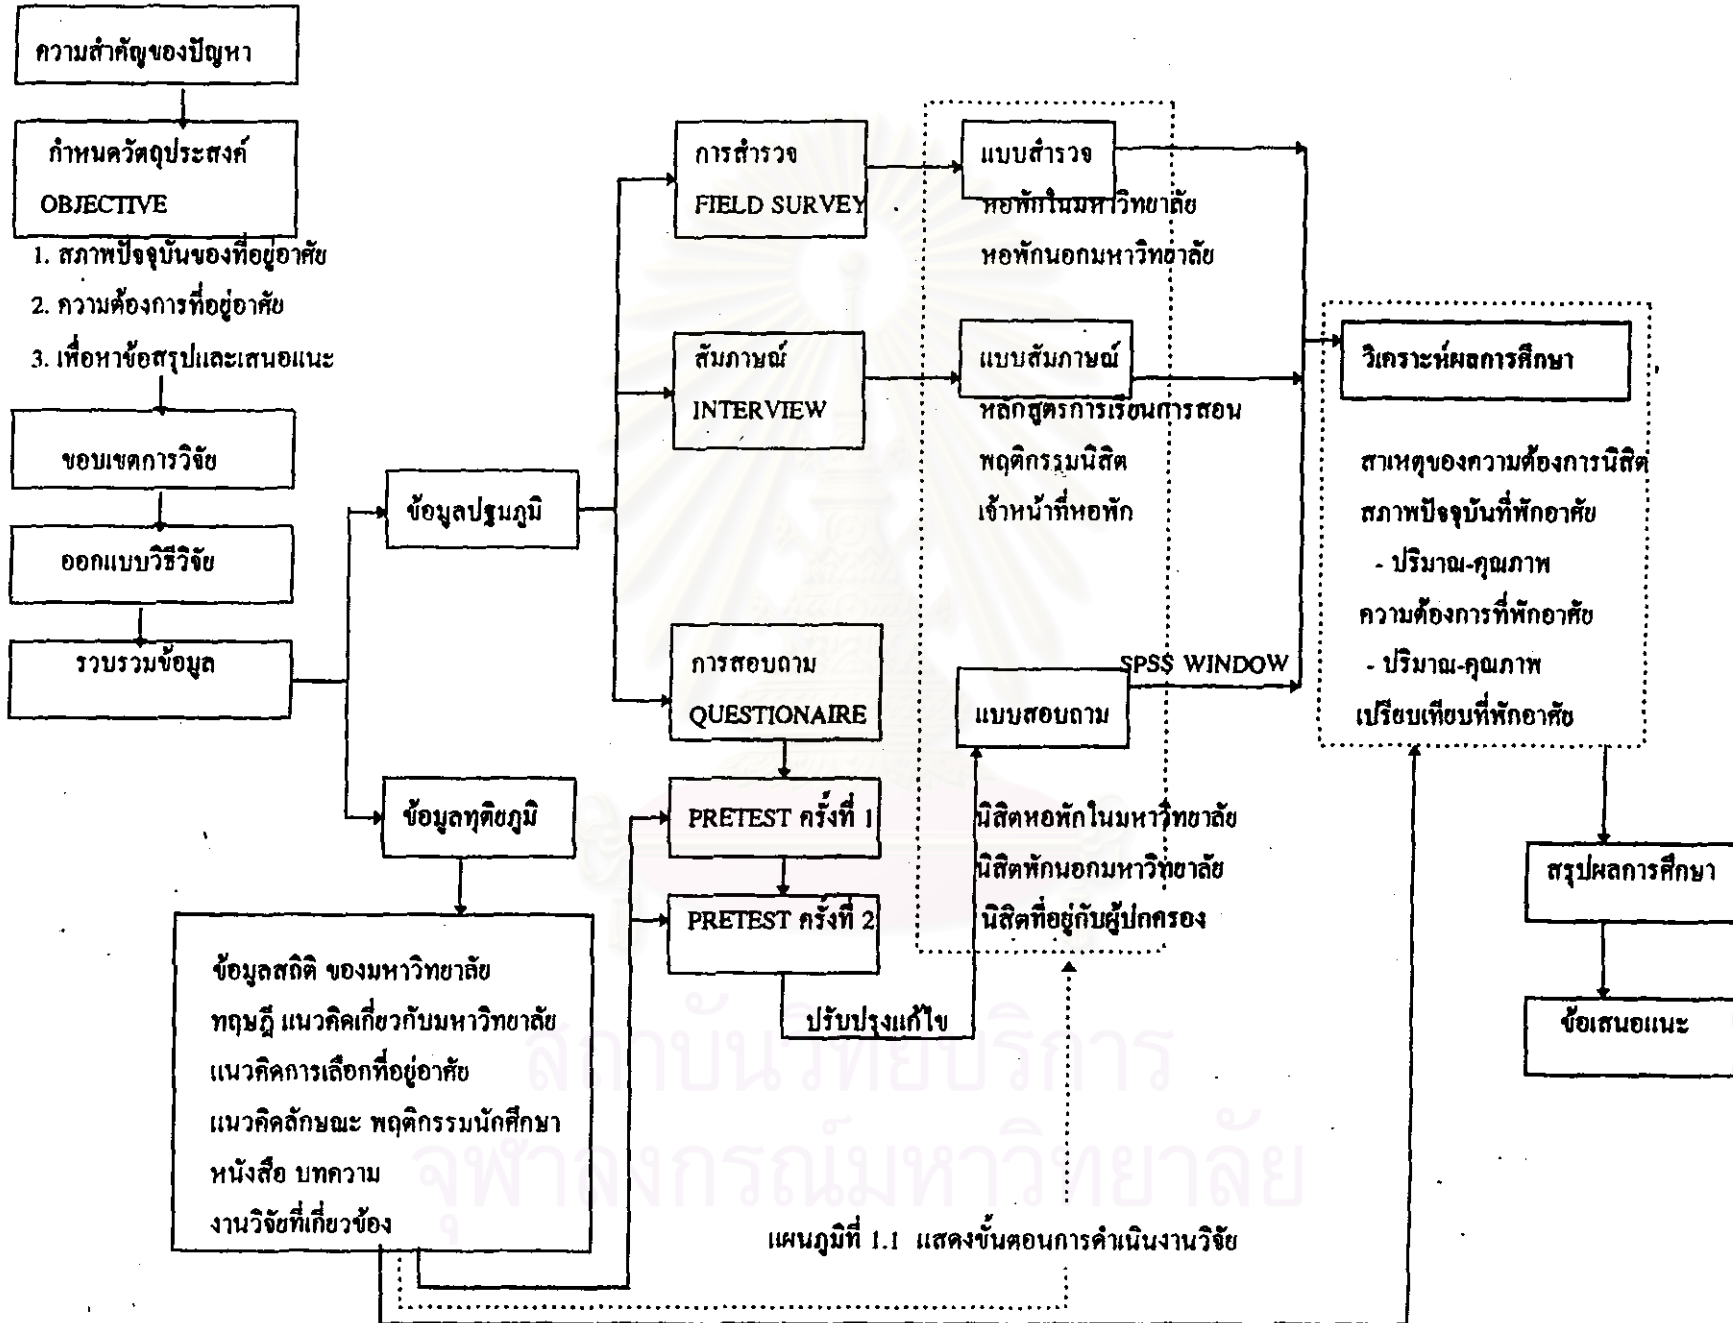 ความสำคัญของปัญหา
กำหนดวัตถุประสงค์
OBJECTIVE
1. สภาพปัจจุบันของที่อยู่อาศัย
2. ความต้องการที่อยู่อาศัย
3. เพื่อหาข้อสรุปและเสนอแนะ
ขอบเขตการวิจัย
ออกแบบวิธีวิจัย
รวบรวมข้อมูล
ข้อมูลปฐมภูมิ
ข้อมูลทุติยภูมิ
ข้อมูลสถิติ ของมหาวิทยาลัย
ทฤษฎี แนวคิดเกี่ยวกับมหาวิทยาลัย
แนวคิดการเลือกที่อยู่อาศัย
แนวคิดลักษณะ พฤติกรรมนักศึกษา
หนังสือ บทความ
งานวิจัยที่เกี่ยวข้อง
การสำรวจ
FIELD SURVEY
สัมภาษณ์
INTERVIEW
การสอบถาม
QUESTIONAIRE
PRETEST ครั้งที่ 1
PRETEST ครั้งที่ 2
ปรับปรุงแก้ไข
แบบสำรวจ
หอพักในมหาวิทยาลัย
หอพักนอกมหาวิทยาลัย
แบบสัมภาษณ์
หลักสูตรการเรียนการสอน
พฤติกรรมนิสิต
เจ้าหน้าที่หอพัก
SPSS WINDOW
แบบสอบถาม
นิสิตหอพักในมหาวิทยาลัย
นิสิตพักนอกมหาวิทยาลัย
นิสิตที่อยู่กับผู้ปกครอง
วิเคราะห์ผลการศึกษา
สาเหตุของความต้องการนิสิต
สภาพปัจจุบันที่พักอาศัย
- ปริมาณ-คุณภาพ
ความต้องการที่พักอาศัย
- ปริมาณ-คุณภาพ
เปรียบเทียบที่พักอาศัย
สรุปผลการศึกษา
ข้อเสนอแนะ
สถาบันวิทยบริการ
จุฬาลงกรณ์มหาวิทยาลัย
แผนภูมิที่ 1.1 แสดงขั้นตอนการดำเนินงานวิจัย